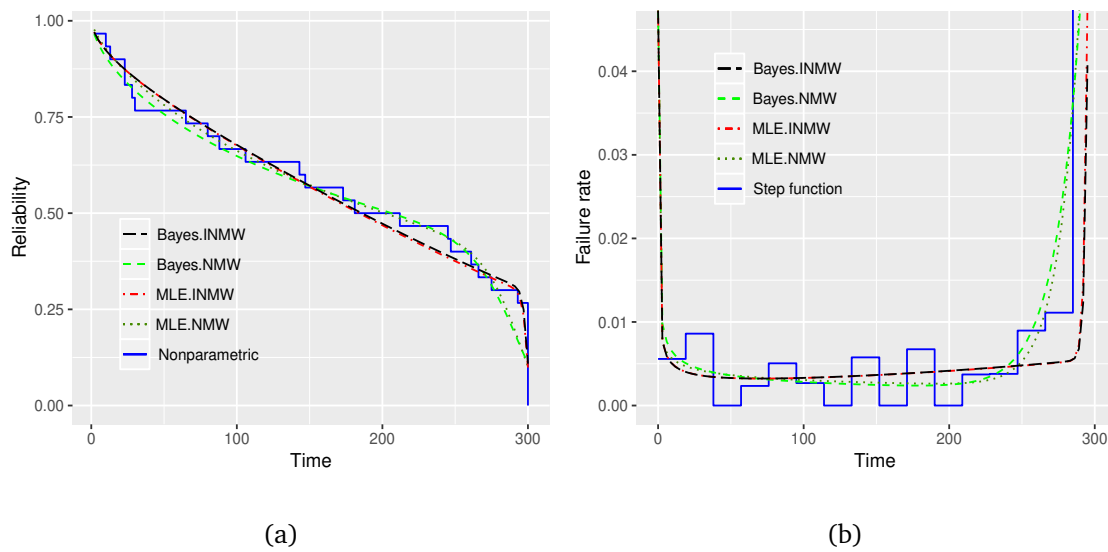 1.00
0.75
0.50
0.25
0.00
Reliability
Bayes.INMW
Bayes.NMW
MLE.INMW
MLE.NMW
Nonparametric
0 100 200 300
Time
(a)
0.04
0.03
0.02
0.01
0.00
Failure rate
Bayes.INMW
Bayes.NMW
MLE.INMW
MLE.NMW
Step function
0 100 200 300
Time
(b)